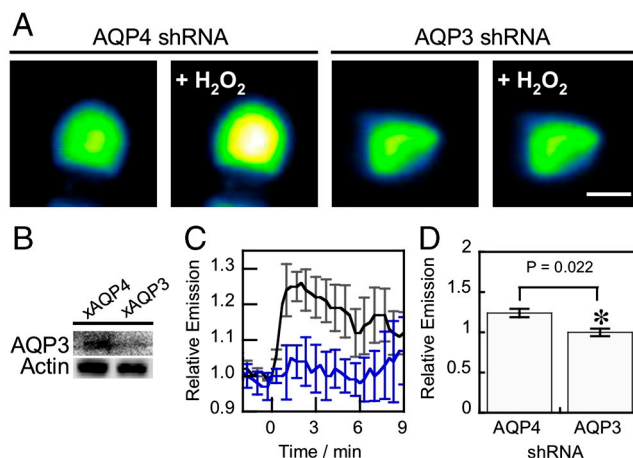 A
AQP4 shRNA
AQP3 shRNA
+ H₂O₂
+ H₂O₂
B
xAQP4
xAQP3
AQP3
Actin
C
Relative Emission
1.3
1.2
1.1
1.0
0.9
0 3 6 9
Time / min
D
Relative Emission
2
1.5
1
0.5
0
P = 0.022
*
AQP4 AQP3
shRNA